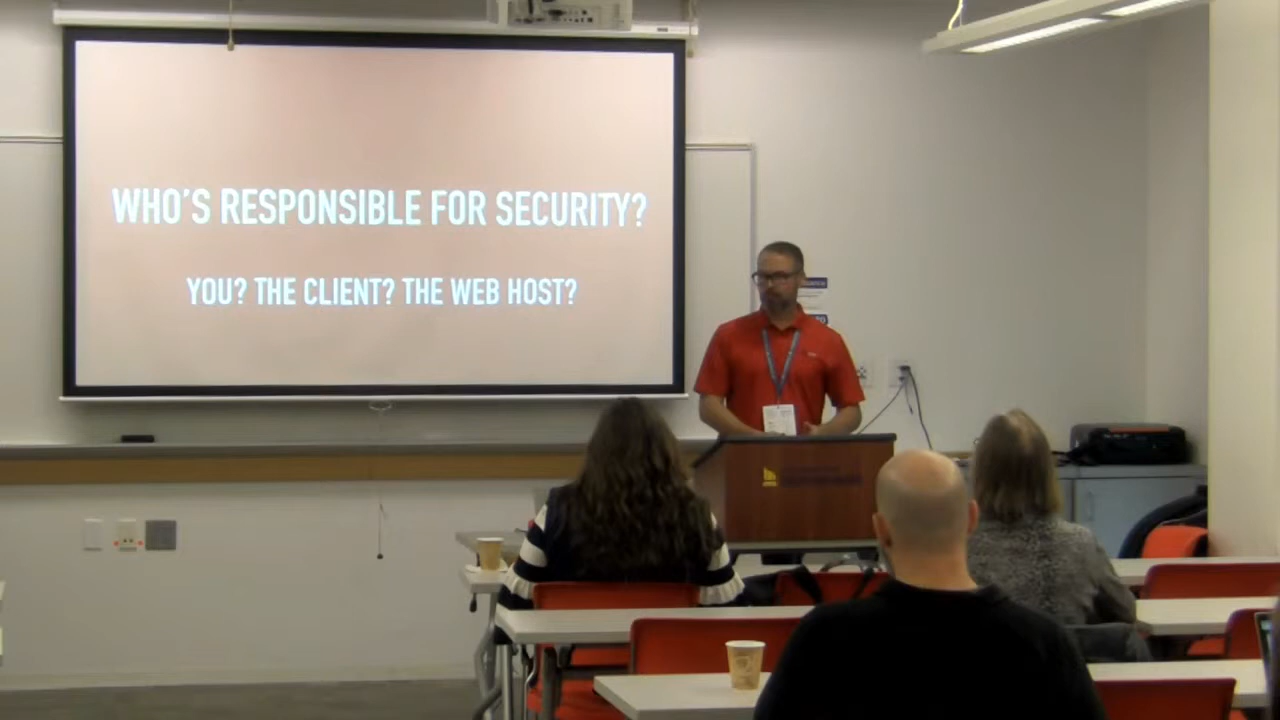 WHO'S RESPONSIBLE FOR SECURITY?
YOU? THE CLIENT? THE WEB HOST?